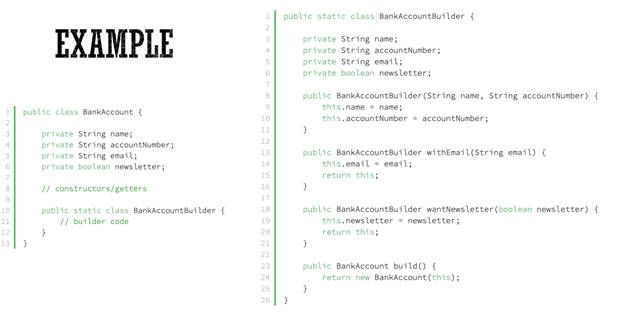 EXAMPLE
1 public class BankAccount {
2
3 private String name;
4 private String accountNumber;
5 private String email;
6 private boolean newsletter;
7
8 // constructors/getters
9
10 public static class BankAccountBuilder {
11 // builder code
12 }
13 }
1 public static class BankAccountBuilder {
2
3 private String name;
4 private String accountNumber;
5 private String email;
6 private boolean newsletter;
7
8 public BankAccountBuilder(String name, String accountNumber) {
9 this.name = name;
10 this.accountNumber = accountNumber;
11 }
12
13 public BankAccountBuilder withEmail(String email) {
14 this.email = email;
15 return this;
16 }
17
18 public BankAccountBuilder wantNewsletter(boolean newsletter) {
19 this.newsletter = newsletter;
20 return this;
21 }
22
23 public BankAccount build() {
24 return new BankAccount(this);
25 }
26 }